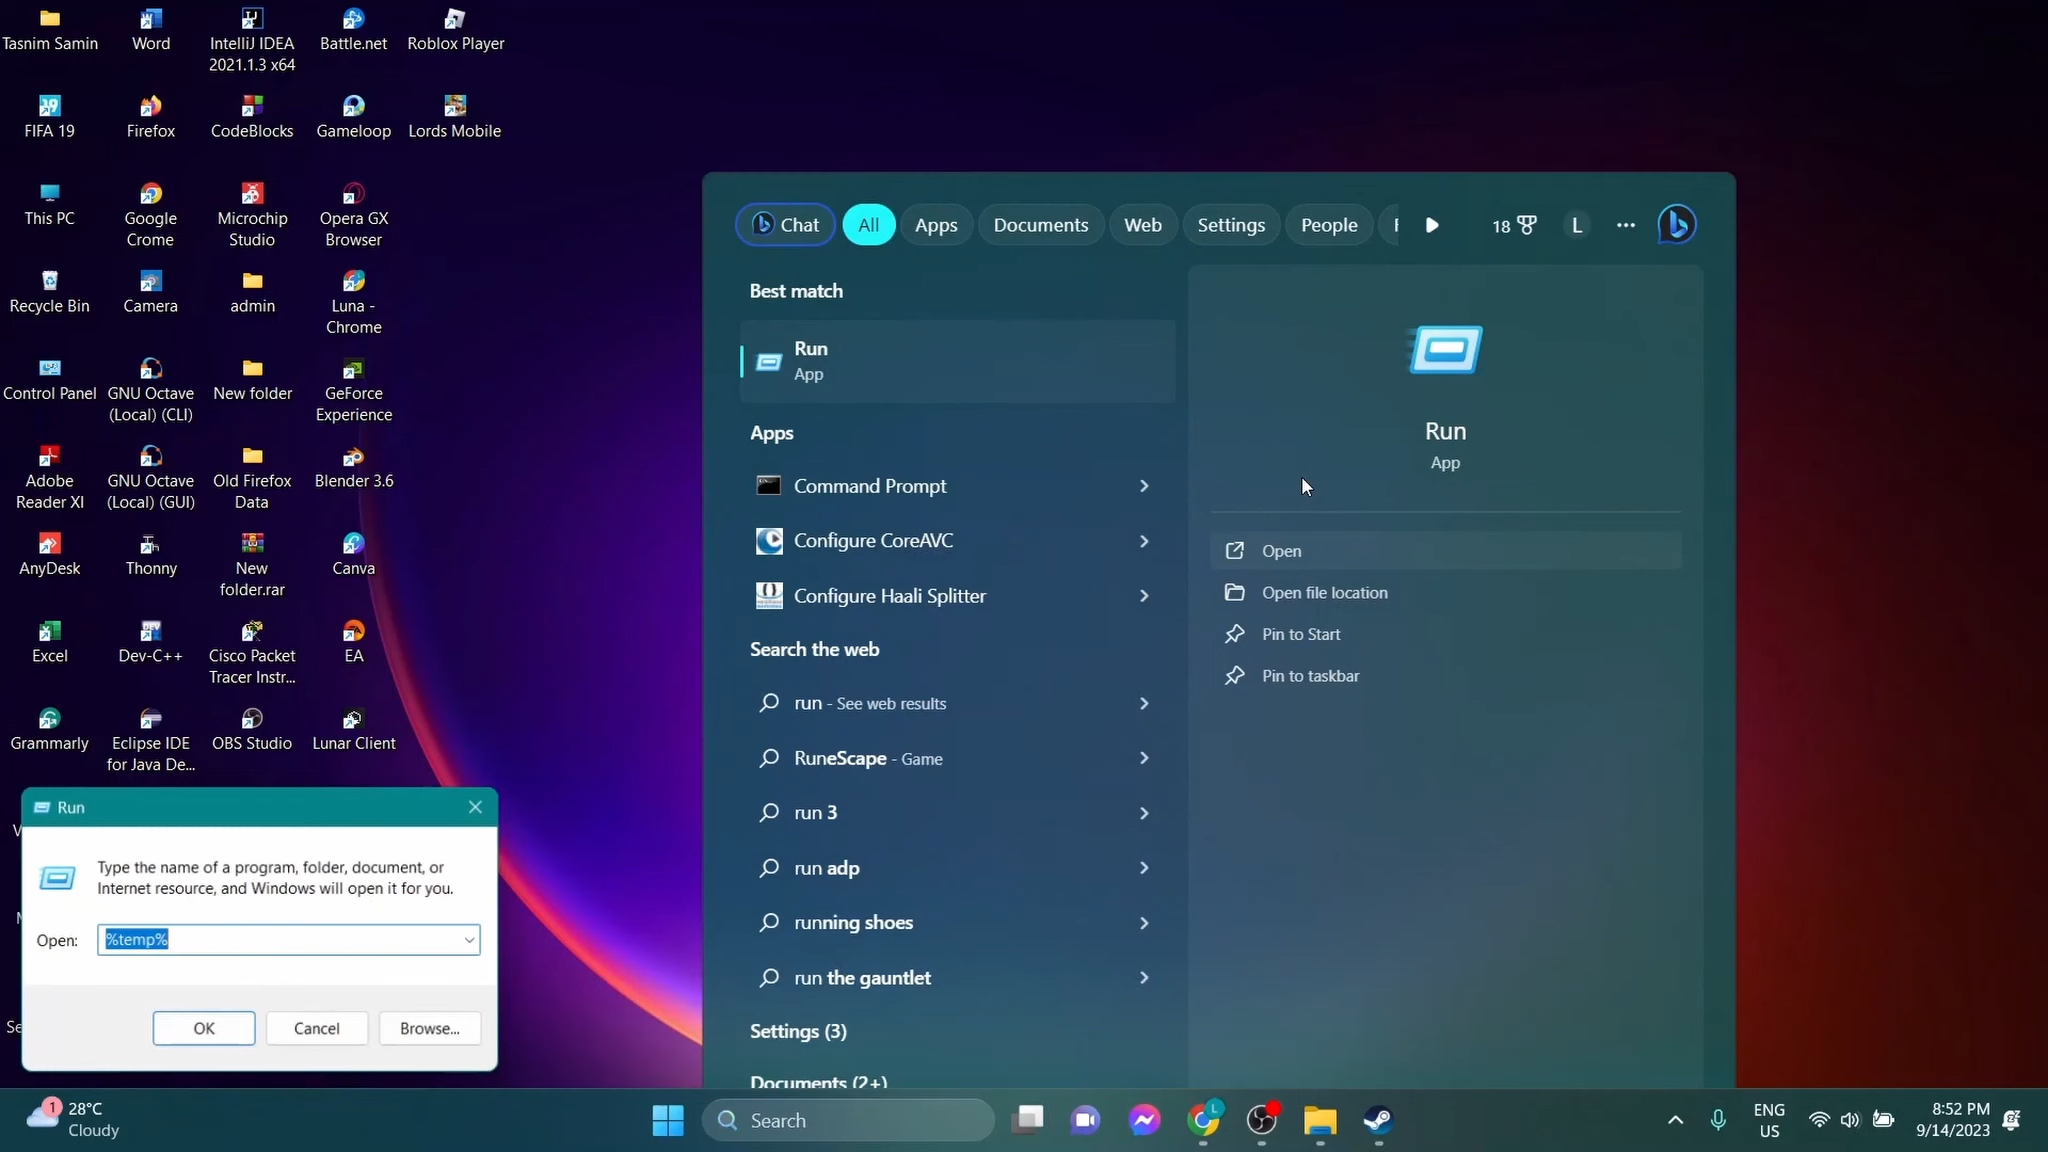 Tasnim Samin
Word
IntelliJ IDEA
2021.1.3 x64
Battle.net
Roblox Player
FIFA 19
Firefox
CodeBlocks
Gameloop
Lords Mobile
This PC
Google
Crome
Microchip
Studio
Opera GX
Browser
Recycle Bin
Camera
admin
Luna -
Chrome
Control Panel
GNU Octave
(Local) (CLI)
New folder
GeForce
Experience
Adobe
Reader XI
GNU Octave
(Local) (GUI)
Old Firefox
Data
Blender 3.6
AnyDesk
Thonny
New
folder.rar
Canva
Excel
Dev-C++
Cisco Packet
Tracer Instr...
EA
Grammarly
Eclipse IDE
for Java De...
OBS Studio
Lunar Client
Run
Type the name of a program, folder, document, or
Internet resource, and Windows will open it for you.
Open:
%temp%
OK
Cancel
Browse...
Chat
All
Apps
Documents
Web
Settings
People
18
L
Best match
Run
App
Apps
Command Prompt
Configure CoreAVC
Configure Haali Splitter
Search the web
run - See web results
RuneScape - Game
run 3
run adp
running shoes
run the gauntlet
Settings (3)
Documents (2+)
Run
App
Open
Open file location
Pin to Start
Pin to taskbar
1
28°C
Cloudy
Search
L
ENG
US
8:52 PM
9/14/2023